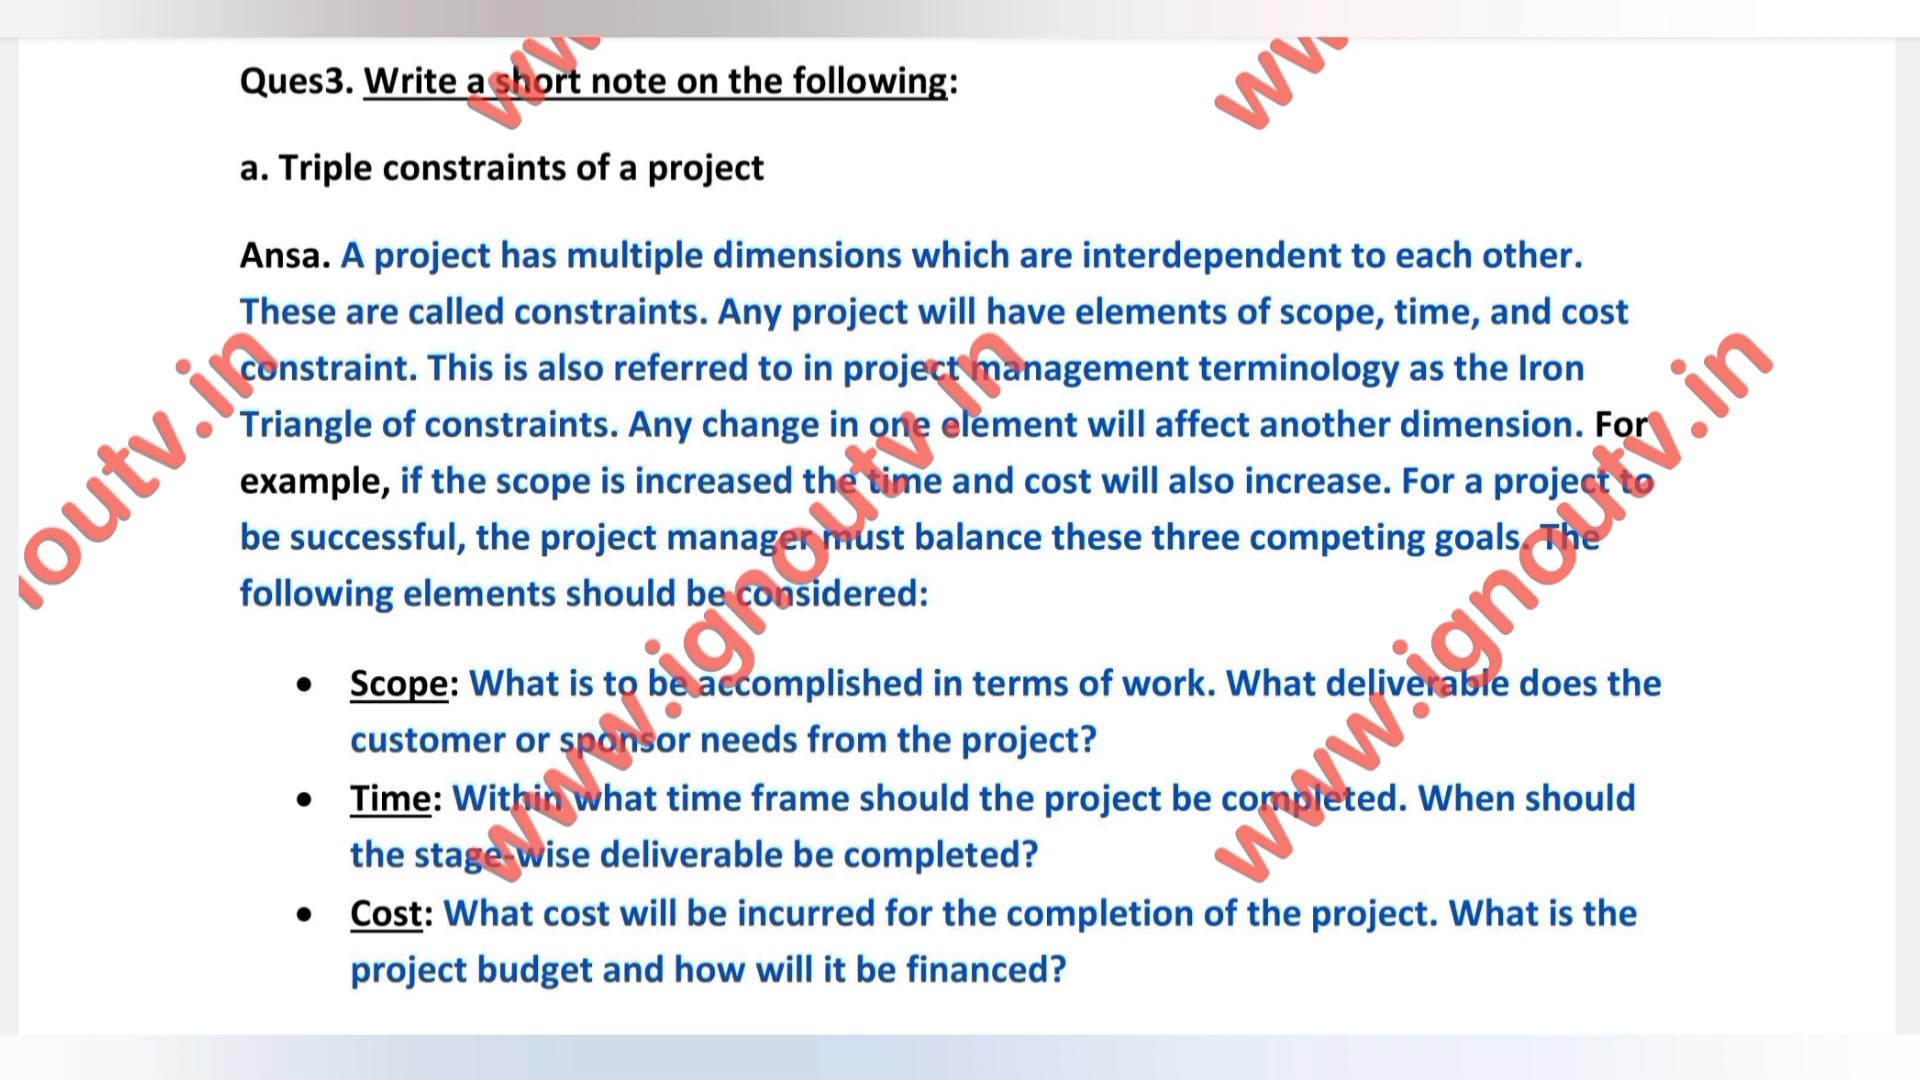 Ques3. Write a short note on the following:
a. Triple constraints of a project
Ansa. A project has multiple dimensions which are interdependent to each other.
These are called constraints. Any project will have elements of scope, time, and cost
constraint. This is also referred to in project management terminology as the Iron
Triangle of constraints. Any change in one element will affect another dimension. For
example, if the scope is increased the time and cost will also increase. For a project to
be successful, the project manager must balance these three competing goals. The
following elements should be considered:
• Scope: What is to be accomplished in terms of work. What deliverable does the
customer or sponsor needs from the project?
• Time: Within what time frame should the project be completed. When should
the stage-wise deliverable be completed?
• Cost: What cost will be incurred for the completion of the project. What is the
project budget and how will it be financed?
www.ignoutv.in
www.ignoutv.in
noutv.in
ww
ww